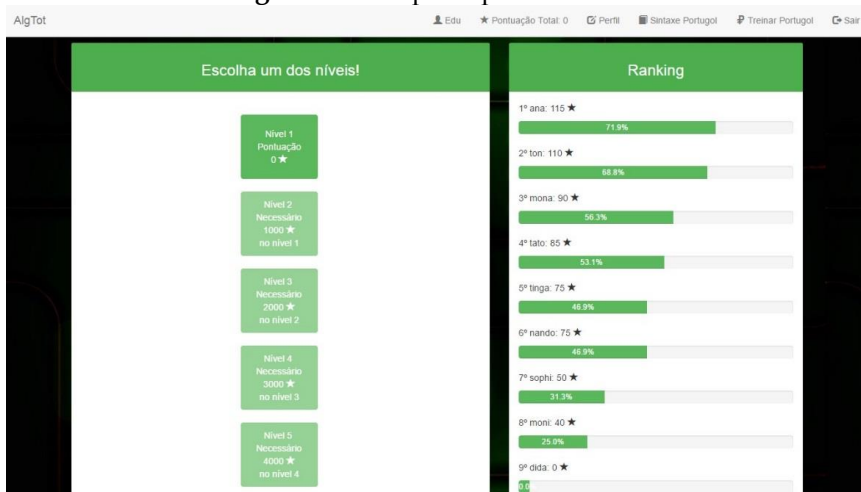 AlgTot
Edu
Pontuação Total: 0
Perfil
Sintaxe Portugol
Treinar Portugol
Sair
Escolha um dos níveis!
Nível 1
Pontuação
0 ★
Nível 2
Necessário
1000 ★
no nível 1
Nível 3
Necessário
2000 ★
no nível 2
Nível 4
Necessário
3000 ★
no nível 3
Nível 5
Necessário
4000 ★
no nível 4
Ranking
1º ana: 115 ★
71.9%
2º ton: 110 ★
68.8%
3º mona: 90 ★
56.3%
4º tato: 85 ★
53.1%
5º tinga: 75 ★
46.9%
6º nando: 75 ★
46.9%
7º sophi: 50 ★
31.3%
8º moni: 40 ★
25.0%
9º dida: 0 ★